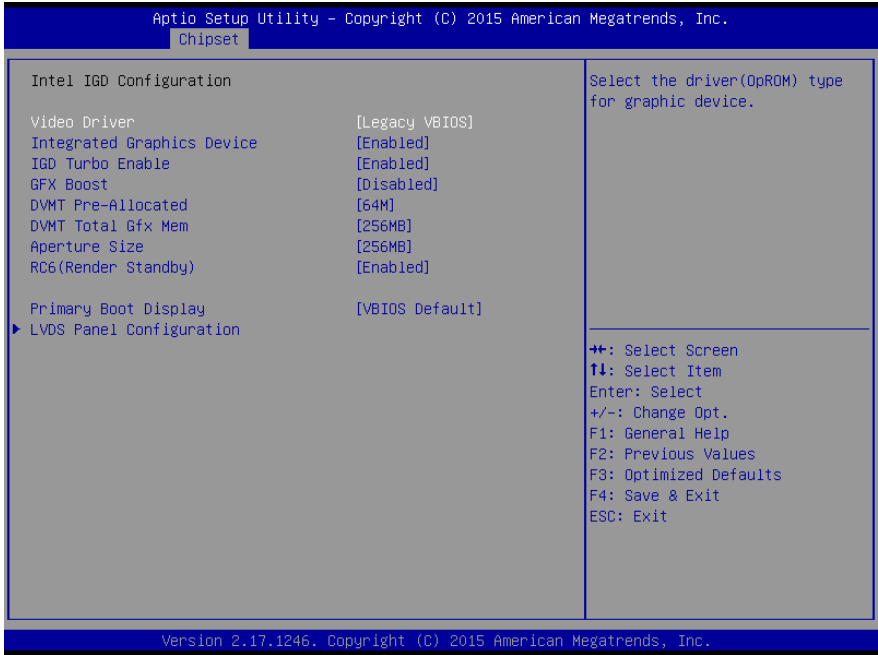 Aptio Setup Utility – Copyright (C) 2015 American Megatrends, Inc.
Chipset
Intel IGD Configuration
Video Driver [Legacy VBIOS]
Integrated Graphics Device [Enabled]
IGD Turbo Enable [Enabled]
GFX Boost [Disabled]
DVMT Pre-Allocated [64M]
DVMT Total Gfx Mem [256MB]
Aperture Size [256MB]
RC6(Render Standby) [Enabled]
Primary Boot Display [VBIOS Default]
LVDS Panel Configuration
Select the driver(OpROM) type
for graphic device.
→←: Select Screen
↑↓: Select Item
Enter: Select
+/-: Change Opt.
F1: General Help
F2: Previous Values
F3: Optimized Defaults
F4: Save & Exit
ESC: Exit
Version 2.17.1246. Copyright (C) 2015 American Megatrends, Inc.